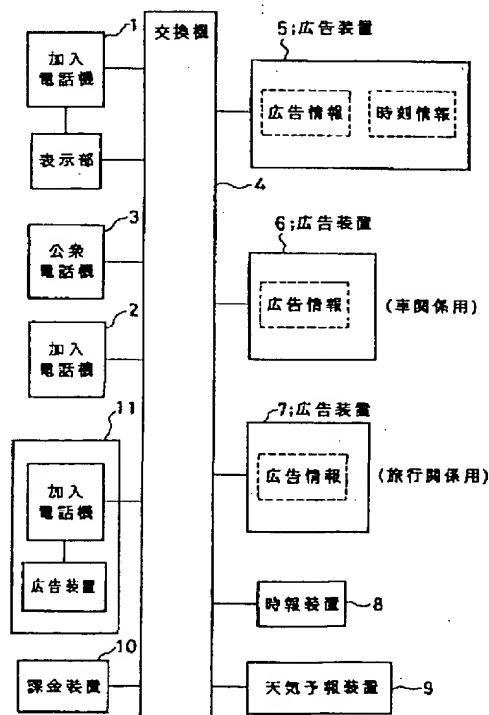 1
交換機
5;広告装置
加入
電話機
広告情報
時刻情報
表示部
4
3
公衆
電話機
6;広告装置
広告情報
(車関係用)
2
加入
電話機
7;広告装置
11
広告情報
(旅行関係用)
加入
電話機
広告装置
時報装置
8
10
課金装置
天気予報装置
9